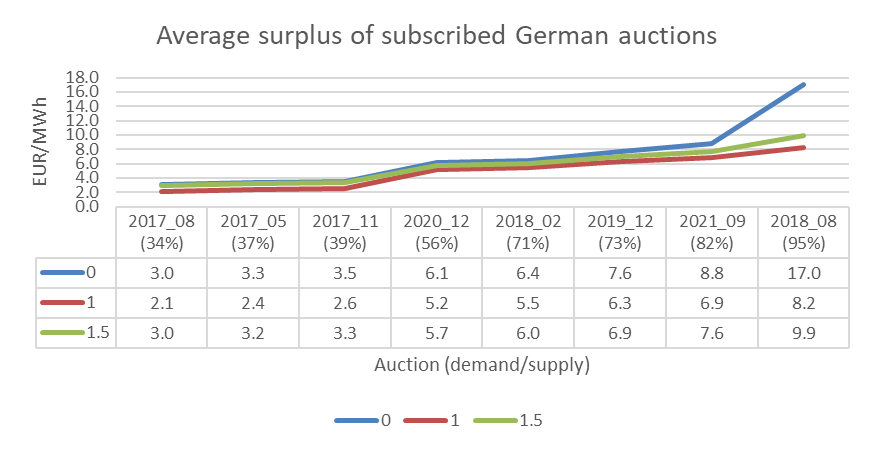 Average surplus of subscribed German auctions
EUR/MWh
18.0
16.0
14.0
12.0
10.0
8.0
6.0
4.0
2.0
0.0
2017_08 2017_05 2017_11 2020_12 2018_02 2019_12 2021_09 2018_08
(34%) (37%) (39%) (56%) (71%) (73%) (82%) (95%)
0 3.0 3.3 3.5 6.1 6.4 7.6 8.8 17.0
1 2.1 2.4 2.6 5.2 5.5 6.3 6.9 8.2
1.5 3.0 3.2 3.3 5.7 6.0 6.9 7.6 9.9
Auction (demand/supply)
0 1 1.5